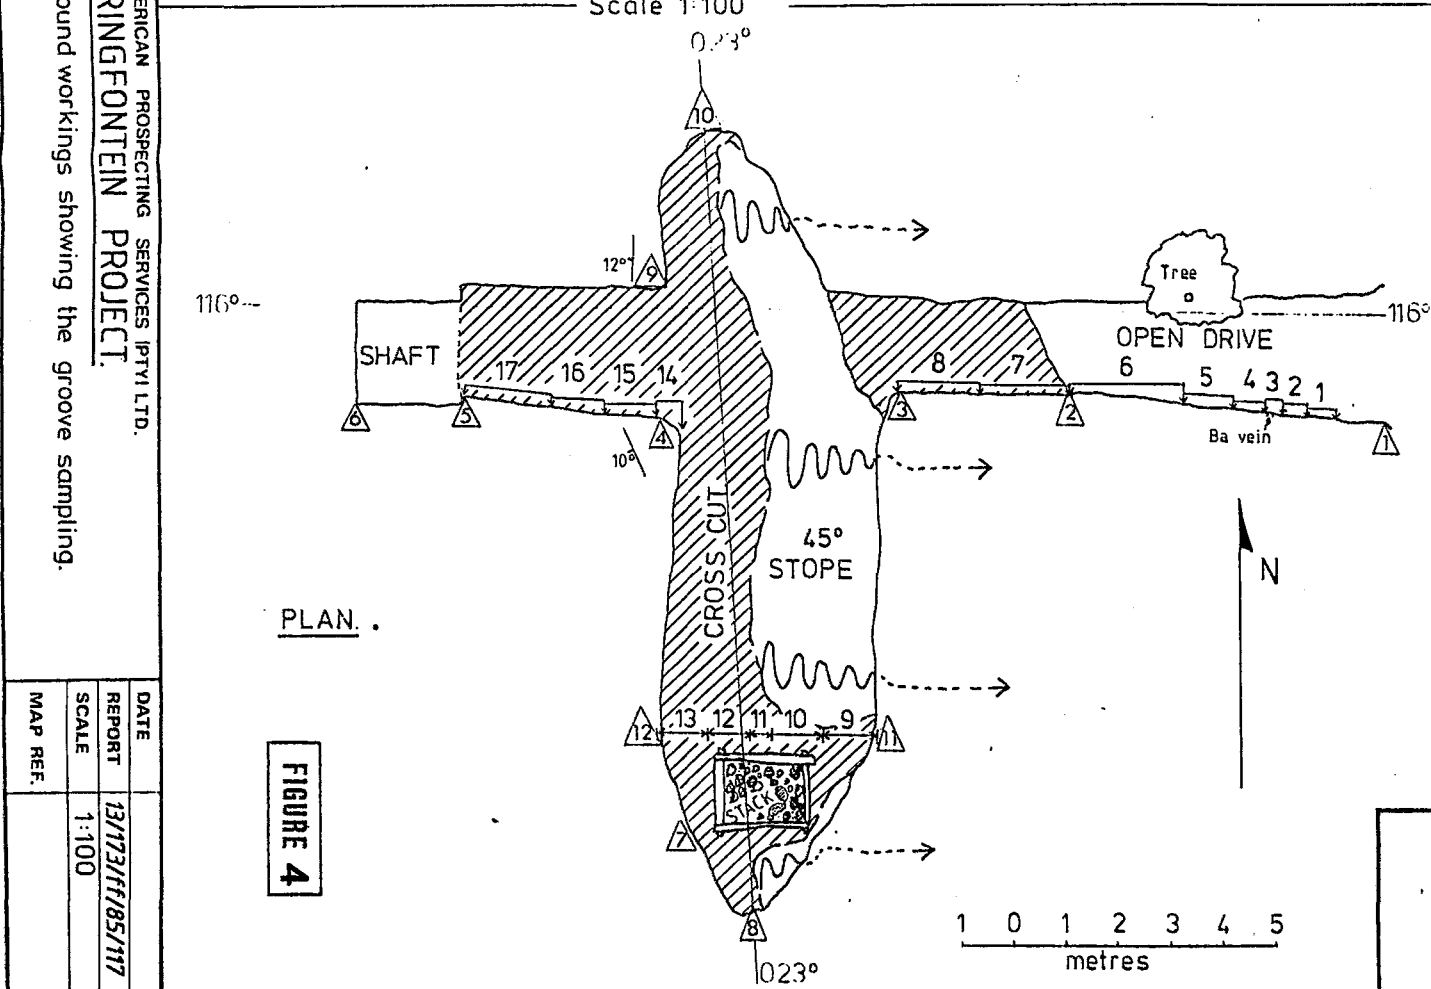 Scale 1:100
ERICAN PROSPECTING SERVICES (PTY) LTD.
RINGFONTEIN PROJECT.
ound workings showing the groove sampling.
DATE
REPORT 13/173/ff/85/117
SCALE 1:100
MAP REF.
FIGURE 4
PLAN.
023°
10
12°
9
116°
116°
Tree
OPEN DRIVE
SHAFT
17 16 15 14
8 7 6 5 4 3 2 1
6
5
4
3
2
1
10°
Ba vein
CROSS CUT
45°
STOPE
N
12
13 12 11 10 9
11
STACK
7
8
023°
1 0 1 2 3 4 5
metres